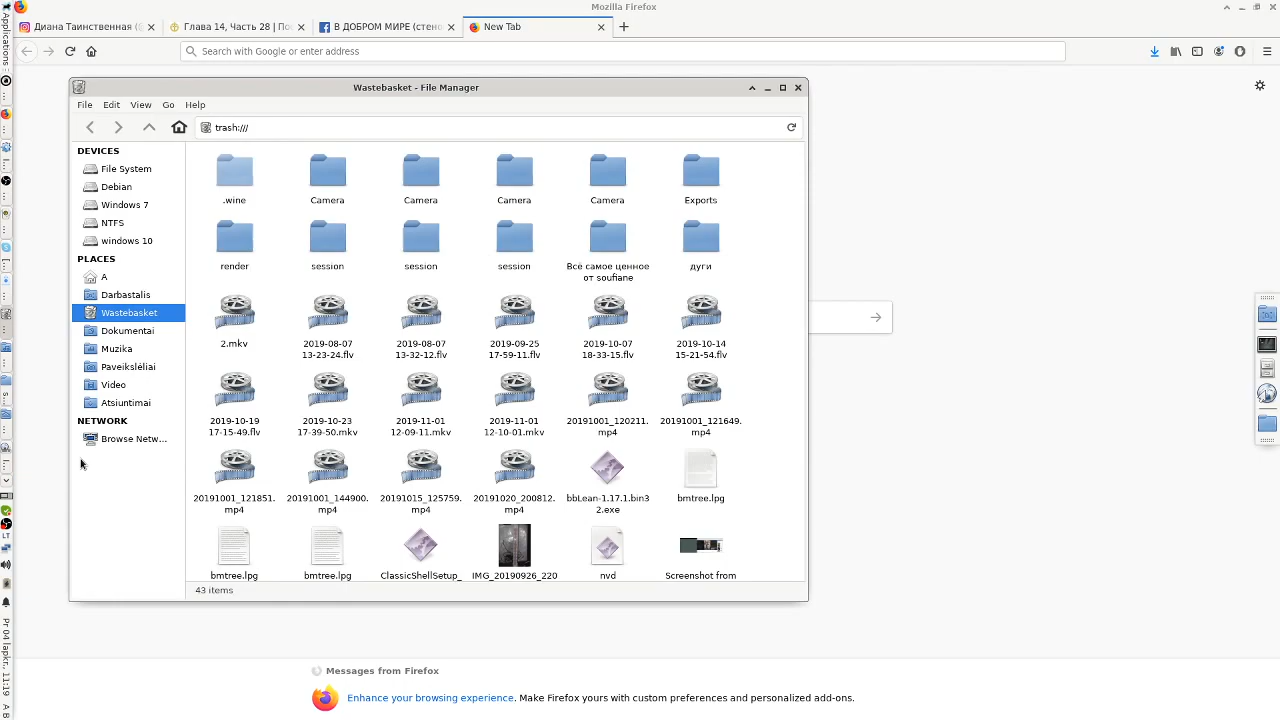 Mozilla Firefox
Applications
Диана Таинственная (@
Глава 14, Часть 28 | Пос
В ДОБРОМ МИРЕ (стено
New Tab
Search with Google or enter address
Wastebasket - File Manager
File Edit View Go Help
trash:///
DEVICES
File System
Debian
Windows 7
NTFS
windows 10
PLACES
A
Darbastalis
Wastebasket
Dokumentai
Muzika
Paveikslėliai
Video
Atsiuntimai
NETWORK
Browse Netw...
.wine
Camera
Camera
Camera
Camera
Exports
render
session
session
session
Всё самое ценное
от soufiane
дуги
2.mkv
2019-08-07
13-23-24.flv
2019-08-07
13-32-12.flv
2019-09-25
17-59-11.flv
2019-10-07
18-33-15.flv
2019-10-14
15-21-54.flv
2019-10-19
17-15-49.flv
2019-10-23
17-39-50.mkv
2019-11-01
12-09-11.mkv
2019-11-01
12-10-01.mkv
20191001_120211.
mp4
20191001_121649.
mp4
20191001_121851.
mp4
20191001_144900.
mp4
20191015_125759.
mp4
20191020_200812.
mp4
bbLean-1.17.1.bin3
2.exe
bmtree.lpg
bmtree.lpg
bmtree.lpg
ClassicShellSetup_
IMG_20190926_220
nvd
Screenshot from
43 items
LT
Pr 04 lapkr., 11:19
A B
Messages from Firefox
Enhance your browsing experience. Make Firefox yours with custom preferences and personalized add-ons.